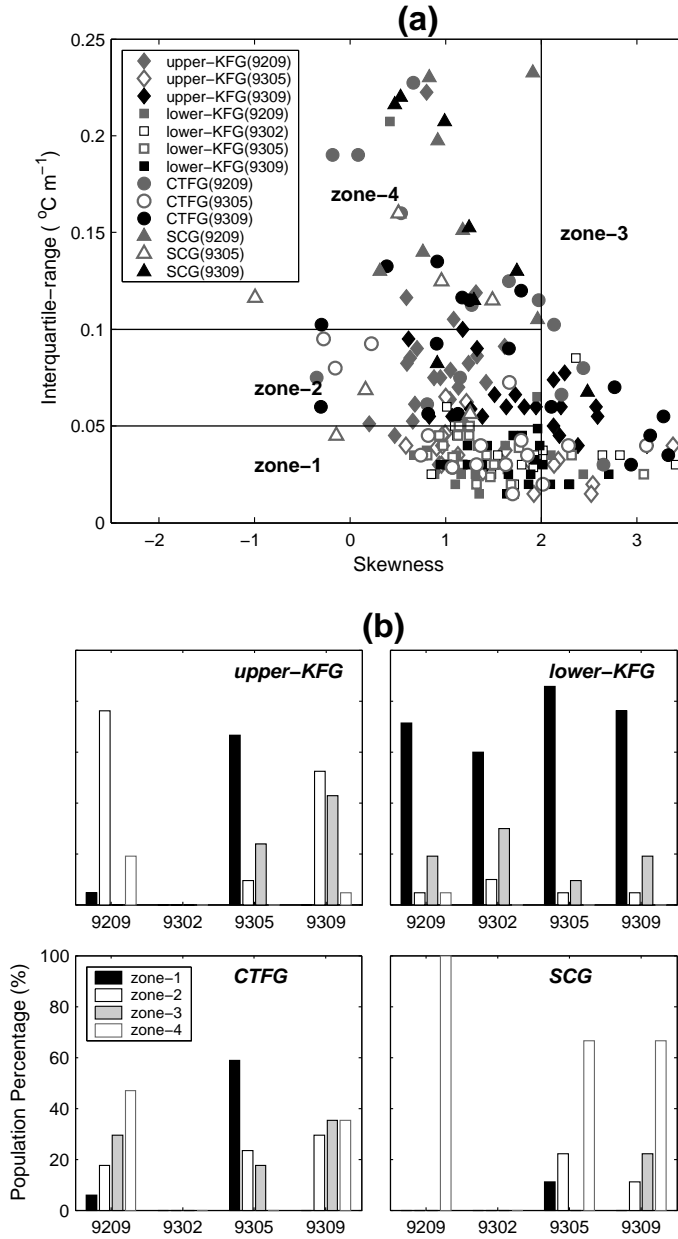 (a)
0.25
0.2
0.15
0.1
0.05
0
Interquartile−range ( °C m−1)
upper−KFG(9209)
upper−KFG(9305)
upper−KFG(9309)
lower−KFG(9209)
lower−KFG(9302)
lower−KFG(9305)
lower−KFG(9309)
CTFG(9209)
CTFG(9305)
CTFG(9309)
SCG(9209)
SCG(9305)
SCG(9309)
zone−4
zone−3
zone−2
zone−1
−2 −1 0 1 2 3
Skewness
(b)
upper−KFG
lower−KFG
9209 9302 9305 9309
9209 9302 9305 9309
Population Percentage (%)
100
80
60
40
20
0
zone−1
zone−2
zone−3
zone−4
CTFG
SCG
9209 9302 9305 9309
9209 9302 9305 9309